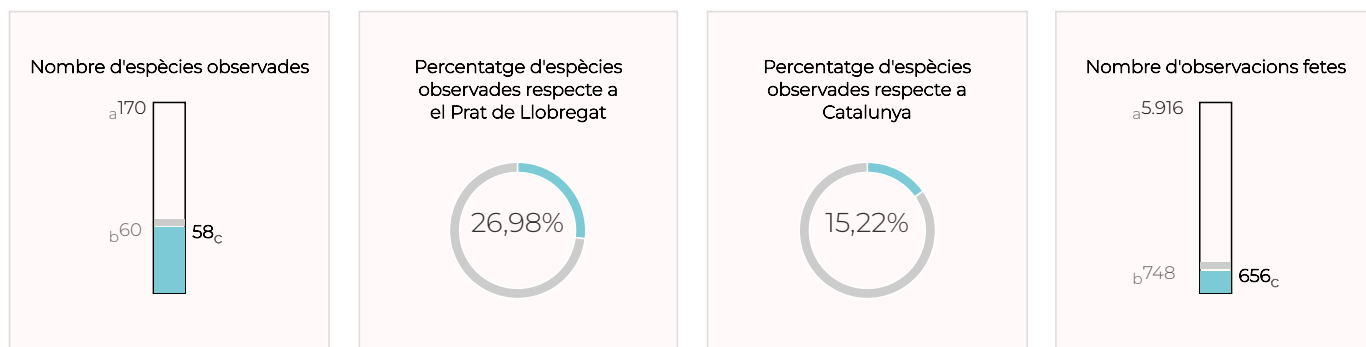 Nombre d'espècies observades
a170
b60
58c
Percentatge d'espècies
observades respecte a
el Prat de Llobregat
26,98%
Percentatge d'espècies
observades respecte a
Catalunya
15,22%
Nombre d'observacions fetes
a5.916
b748
656c